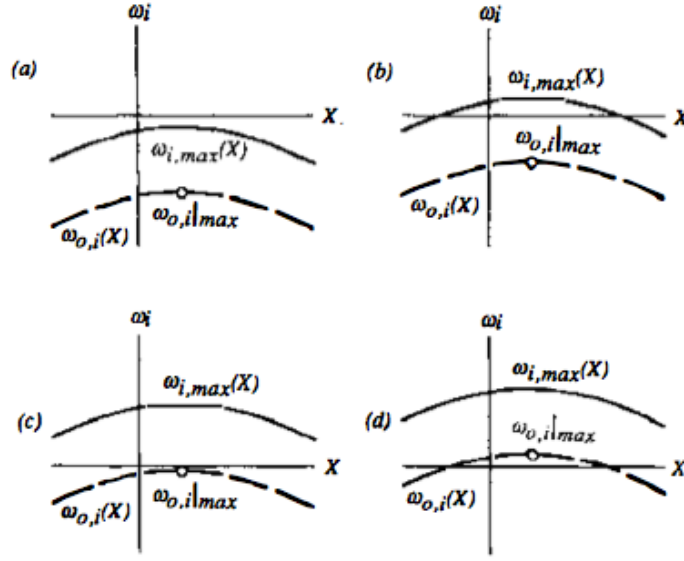 (a)
ωi
X
ωi,max(X)
ωo,i|max
ωo,i(X)
(b)
ωi
ωi,max(X)
X
ωo,i|max
ωo,i(X)
(c)
ωi
ωi,max(X)
X
ωo,i|max
ωo,i(X)
(d)
ωi
ωi,max(X)
ωo,i|max
X
ωo,i(X)